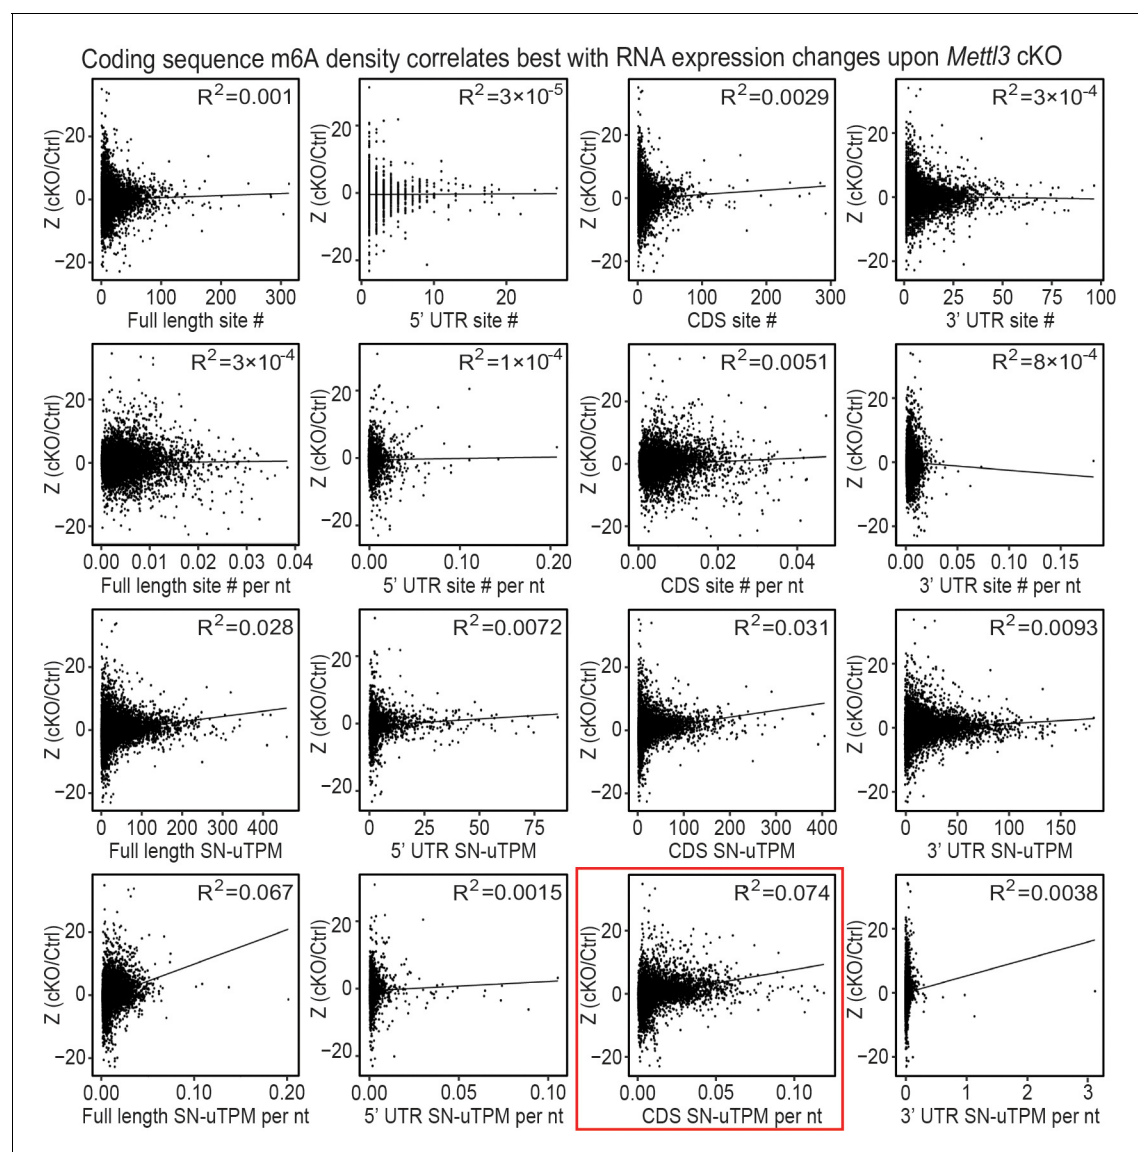 Coding sequence m6A density correlates best with RNA expression changes upon Mettl3 cKO
R²=0.001
Z (cKO/Ctrl)
20
0
−20
0 100 200 300
Full length site #
R²=3×10⁻⁵
Z (cKO/Ctrl)
20
0
−20
0 10 20
5’ UTR site #
R²=0.0029
Z (cKO/Ctrl)
20
0
−20
0 100 200 300
CDS site #
R²=3×10⁻⁴
Z (cKO/Ctrl)
20
0
−20
0 25 50 75 100
3’ UTR site #
R²=3×10⁻⁴
Z (cKO/Ctrl)
20
0
−20
0.00 0.01 0.02 0.03 0.04
Full length site # per nt
R²=1×10⁻⁴
Z (cKO/Ctrl)
20
0
−20
0.00 0.10 0.20
5’ UTR site # per nt
R²=0.0051
Z (cKO/Ctrl)
20
0
−20
0.00 0.02 0.04
CDS site # per nt
R²=8×10⁻⁴
Z (cKO/Ctrl)
20
0
−20
0.00 0.05 0.10 0.15
3’ UTR site # per nt
R²=0.028
Z (cKO/Ctrl)
20
0
−20
0 100 200 300 400
Full length SN-uTPM
R²=0.0072
Z (cKO/Ctrl)
20
0
−20
0 25 50 75
5’ UTR SN-uTPM
R²=0.031
Z (cKO/Ctrl)
20
0
−20
0 100 200 300 400
CDS SN-uTPM
R²=0.0093
Z (cKO/Ctrl)
20
0
−20
0 50 100 150
3’ UTR SN-uTPM
R²=0.067
Z (cKO/Ctrl)
20
0
−20
0.00 0.10 0.20
Full length SN-uTPM per nt
R²=0.0015
Z (cKO/Ctrl)
20
0
−20
0.00 0.05 0.10
5’ UTR SN-uTPM per nt
R²=0.074
Z (cKO/Ctrl)
20
0
−20
0.00 0.05 0.10
CDS SN-uTPM per nt
R²=0.0038
Z (cKO/Ctrl)
20
0
−20
0 1 2 3
3’ UTR SN-uTPM per nt